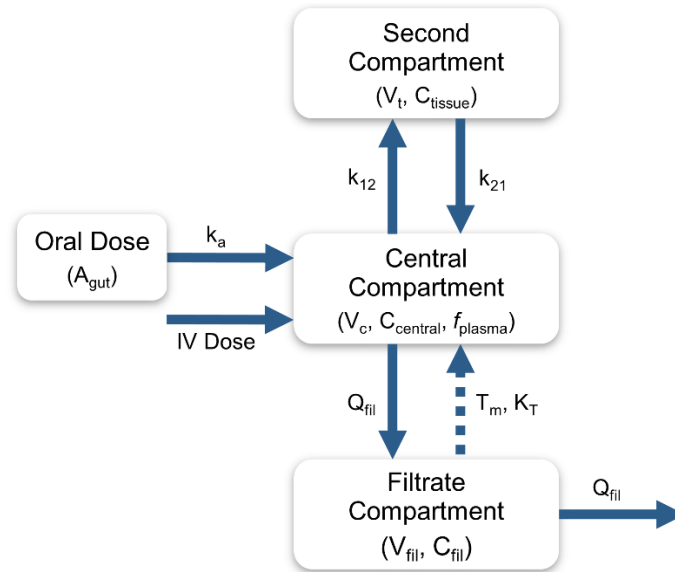 Second
Compartment
(Vt, Ctissue)
k12
k21
Oral Dose
(Agut)
ka
IV Dose
Central
Compartment
(Vc, Ccentral, fplasma)
Qfil
Tm, KT
Filtrate
Compartment
(Vfil, Cfil)
Qfil